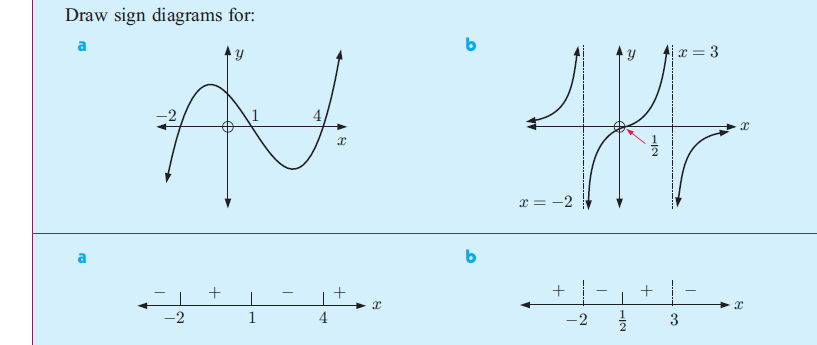 Draw sign diagrams for:
a
b
y
y
x = 3
−2
1
4
x
x
1/2
x = −2
a
b
− + − +
x
−2 1 4
+ − + −
x
−2 1/2 3